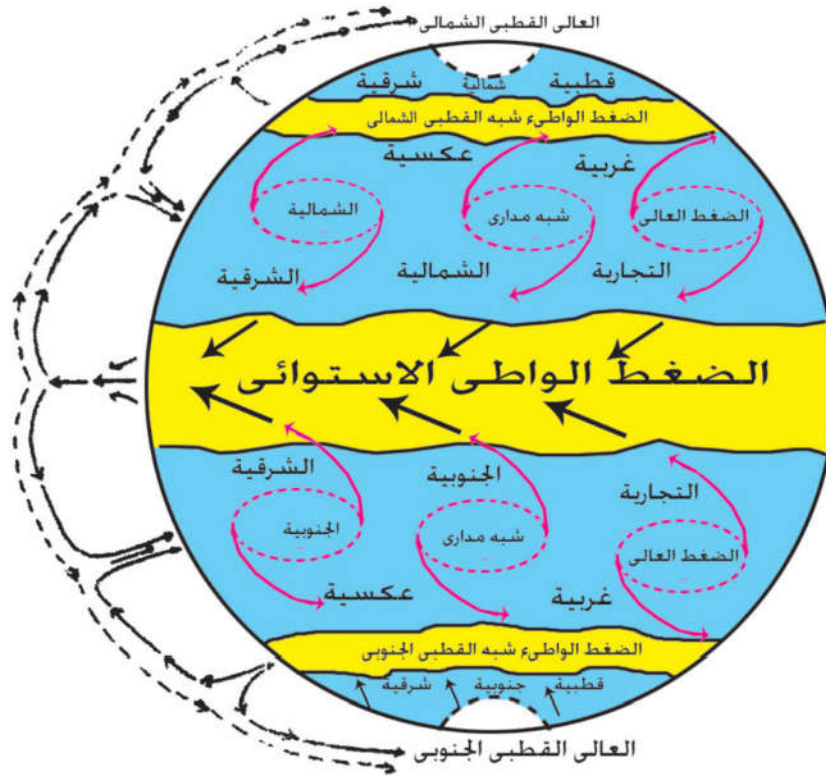 العالى القطبى الشمالى
قطبية شمالية شرقية
الضغط الواطىء شبه القطبى الشمالى
غربية عكسية
الضغط العالى شبه مدارى الشمالية
التجارية الشمالية الشرقية
الضغط الواطى الاستوائى
التجارية الجنوبية الشرقية
الضغط العالى شبه مدارى الجنوبية
غربية عكسية
الضغط الواطىء شبه القطبى الجنوبى
قطبية جنوبية شرقية
العالى القطبى الجنوبى